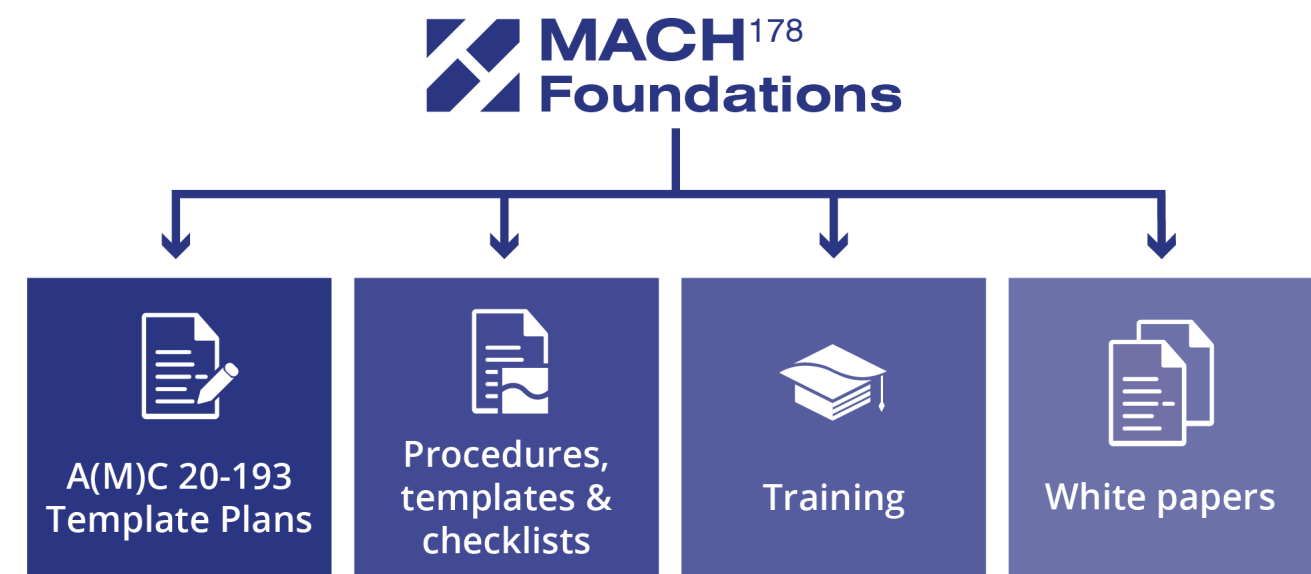 MACH178
Foundations
A(M)C 20-193
Template Plans
Procedures,
templates &
checklists
Training
White papers